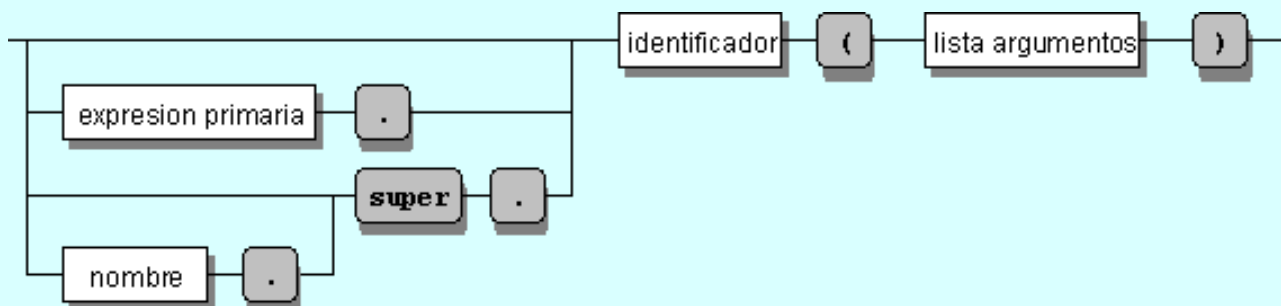 identificador ( lista argumentos )
expresion primaria .
super .
nombre .